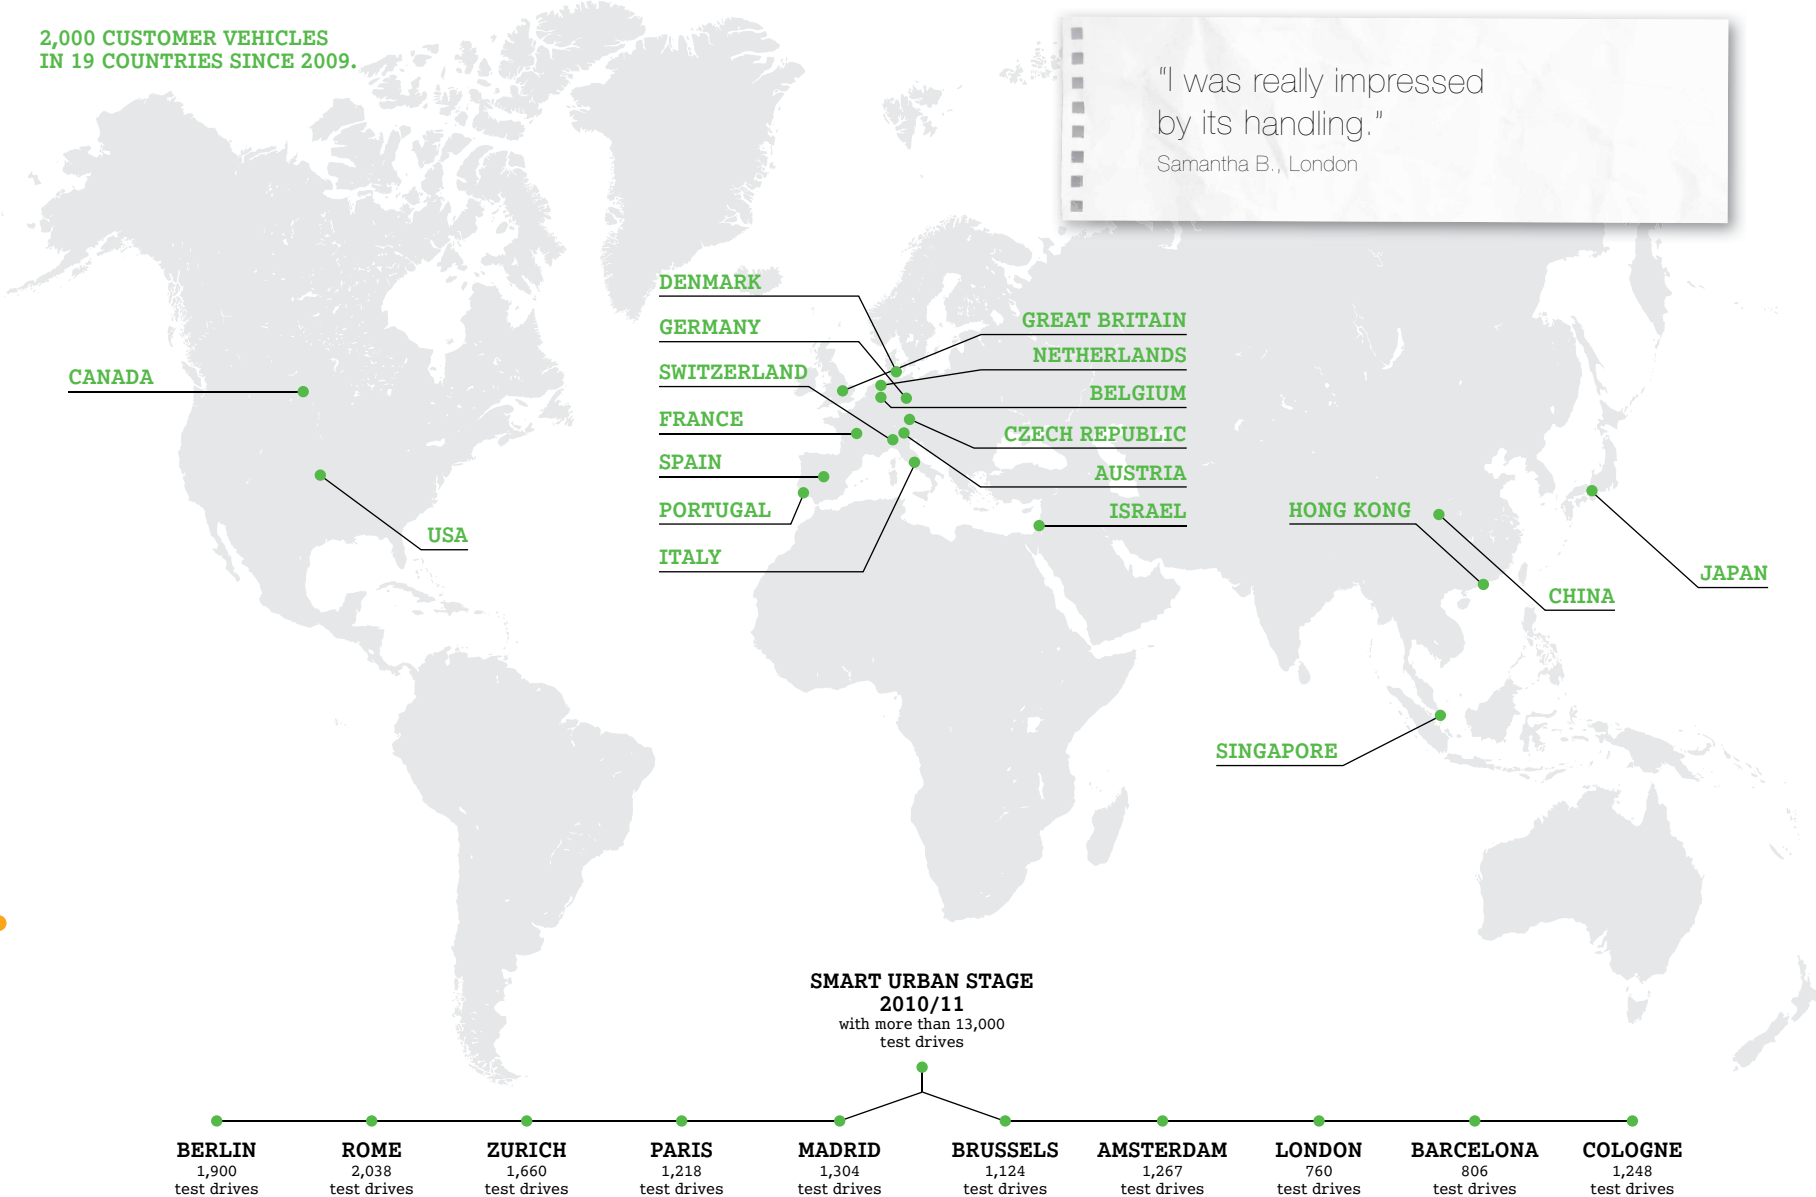 2,000 CUSTOMER VEHICLES
IN 19 COUNTRIES SINCE 2009.
"I was really impressed
by its handling."
Samantha B., London
DENMARK
GERMANY
SWITZERLAND
FRANCE
SPAIN
PORTUGAL
ITALY
GREAT BRITAIN
NETHERLANDS
BELGIUM
CZECH REPUBLIC
AUSTRIA
ISRAEL
CANADA
USA
HONG KONG
CHINA
JAPAN
SINGAPORE
SMART URBAN STAGE
2010/11
with more than 13,000
test drives
BERLIN
1,900
test drives
ROME
2,038
test drives
ZURICH
1,660
test drives
PARIS
1,218
test drives
MADRID
1,304
test drives
BRUSSELS
1,124
test drives
AMSTERDAM
1,267
test drives
LONDON
760
test drives
BARCELONA
806
test drives
COLOGNE
1,248
test drives